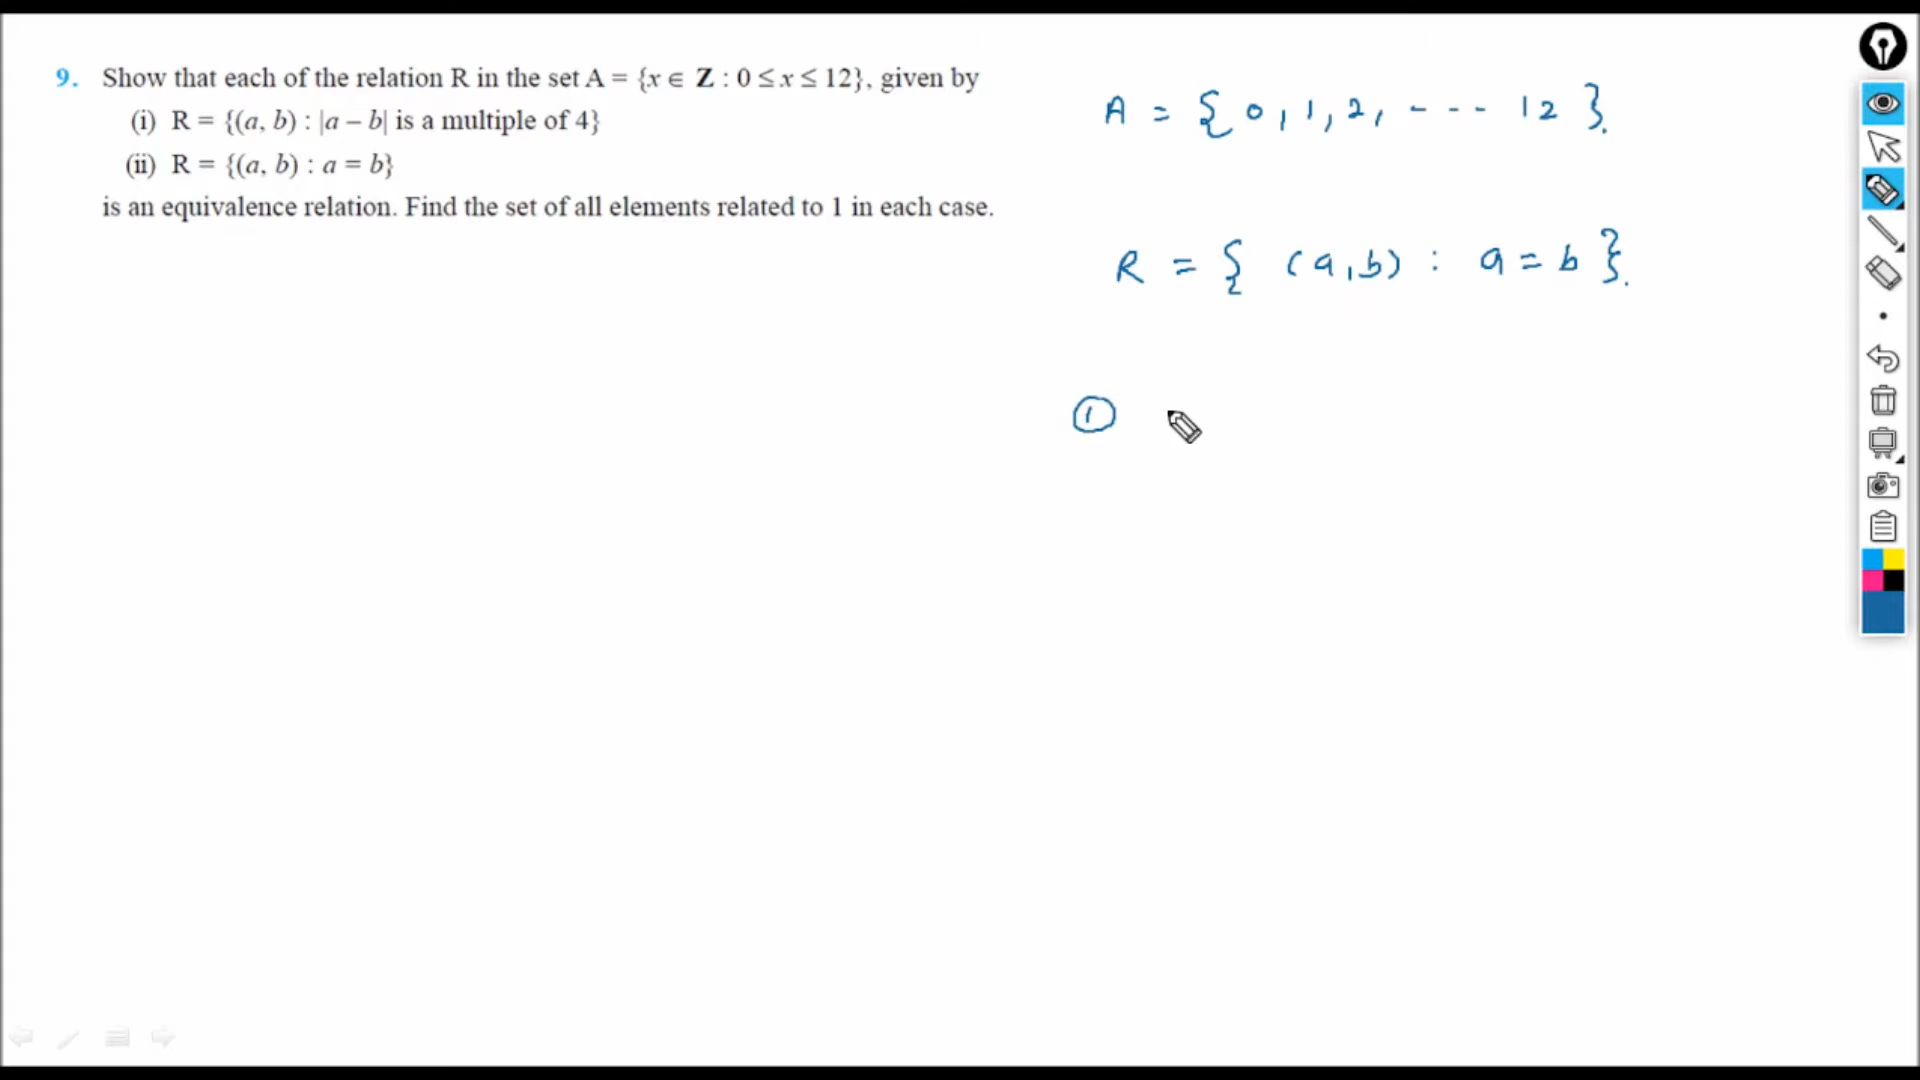 9. Show that each of the relation R in the set A = {x ∈ Z : 0 ≤ x ≤ 12}, given by
(i) R = {(a, b) : |a – b| is a multiple of 4}
(ii) R = {(a, b) : a = b}
is an equivalence relation. Find the set of all elements related to 1 in each case.
A = { 0, 1, 2, - - - - 12 }.
R = { (a, b) : a = b }.
①